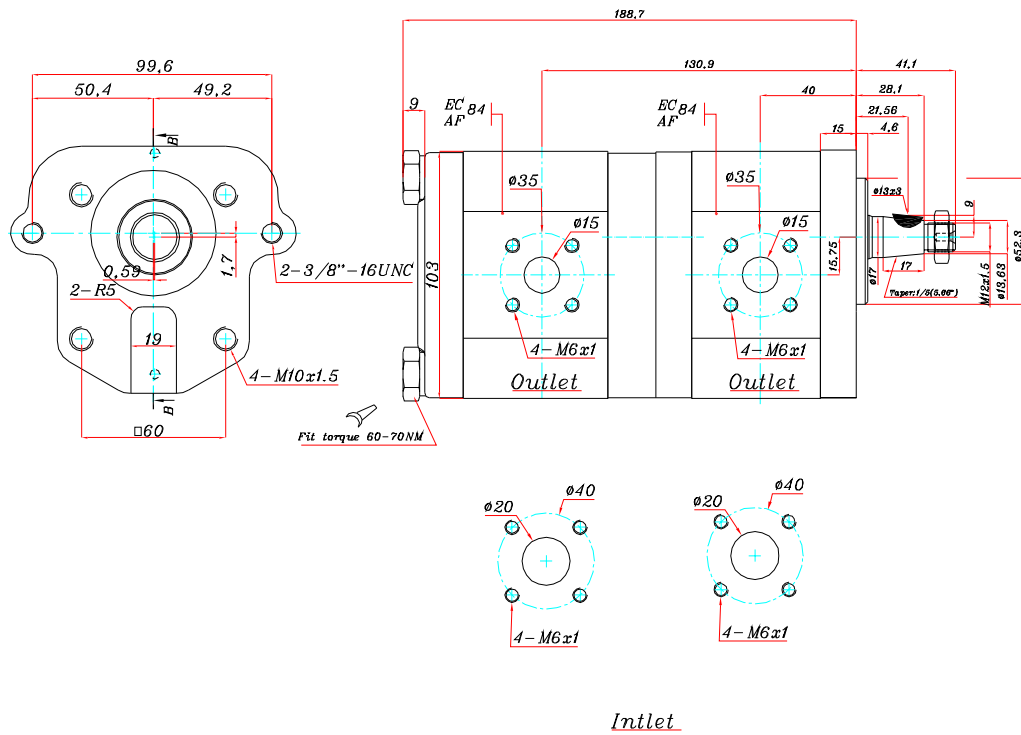 188,7
130,9
41,1
99,6
50,4
49,2
9
EC 84
AF
EC 84
AF
40
28,1
21,56
15
4,6
B
ø35
ø15
ø35
ø15
ø13x3
9
ø52,3
103
15,75
0,59
1,7
2-3/8"-16UNC
2-R5
ø17
17
Taper:1/5(5,66°)
M12x1.5
ø13,63
19
4-M10x1.5
4-M6x1
4-M6x1
Outlet
Outlet
B
□60
Fit torque 60-70NM
ø20
ø40
ø20
ø40
4-M6x1
4-M6x1
Intlet